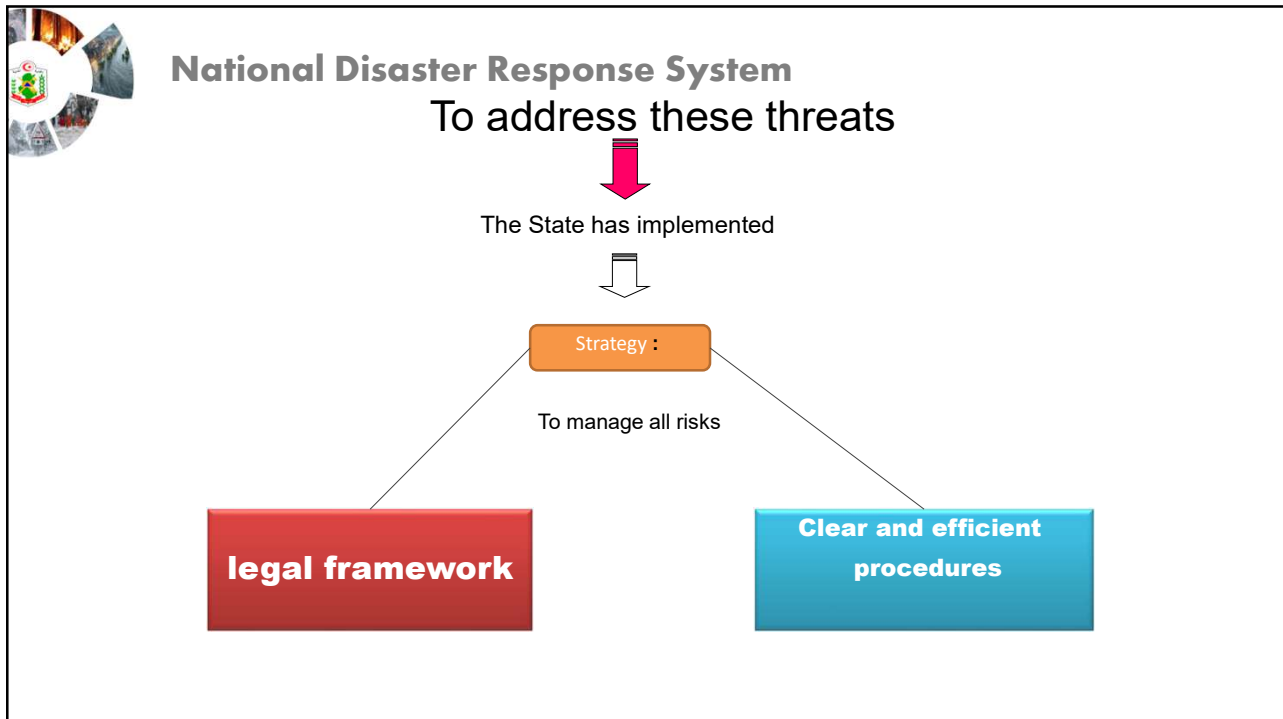 National Disaster Response System
To address these threats
The State has implemented
Strategy :
To manage all risks
legal framework
Clear and efficient
procedures